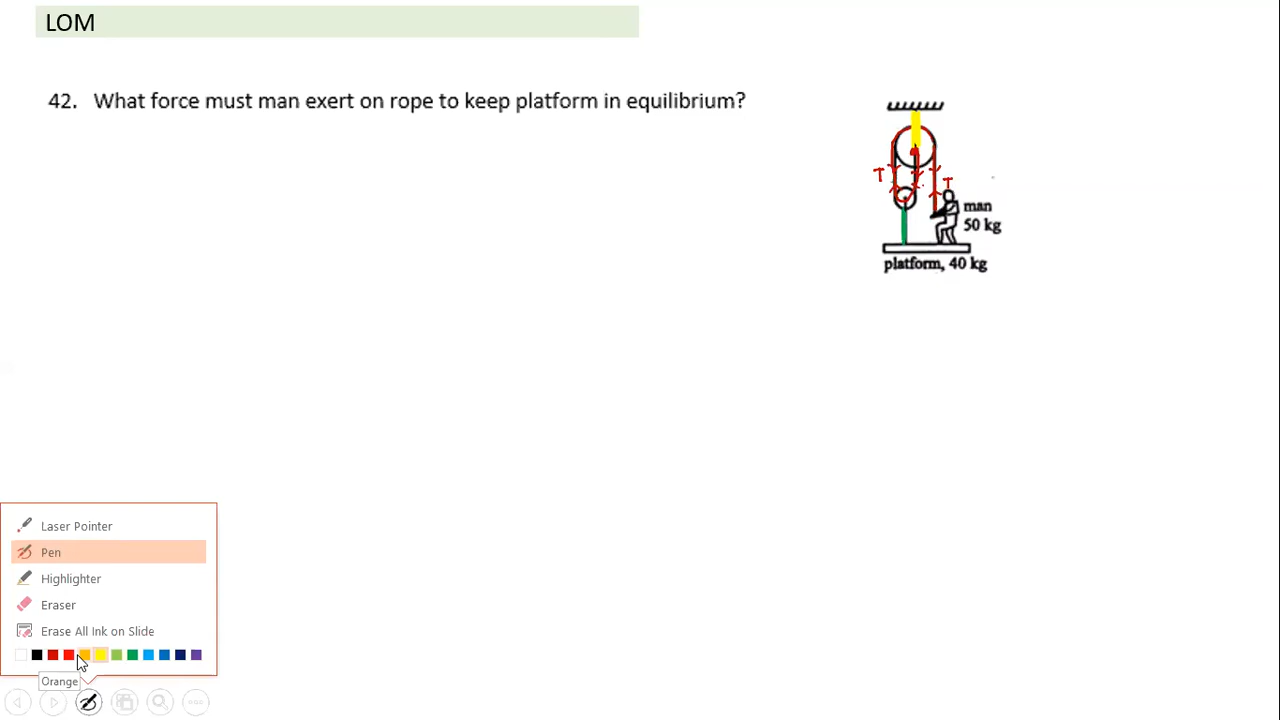 LOM
42. What force must man exert on rope to keep platform in equilibrium?
T
T
man
50 kg
platform, 40 kg
Laser Pointer
Pen
Highlighter
Eraser
Erase All Ink on Slide
Orange